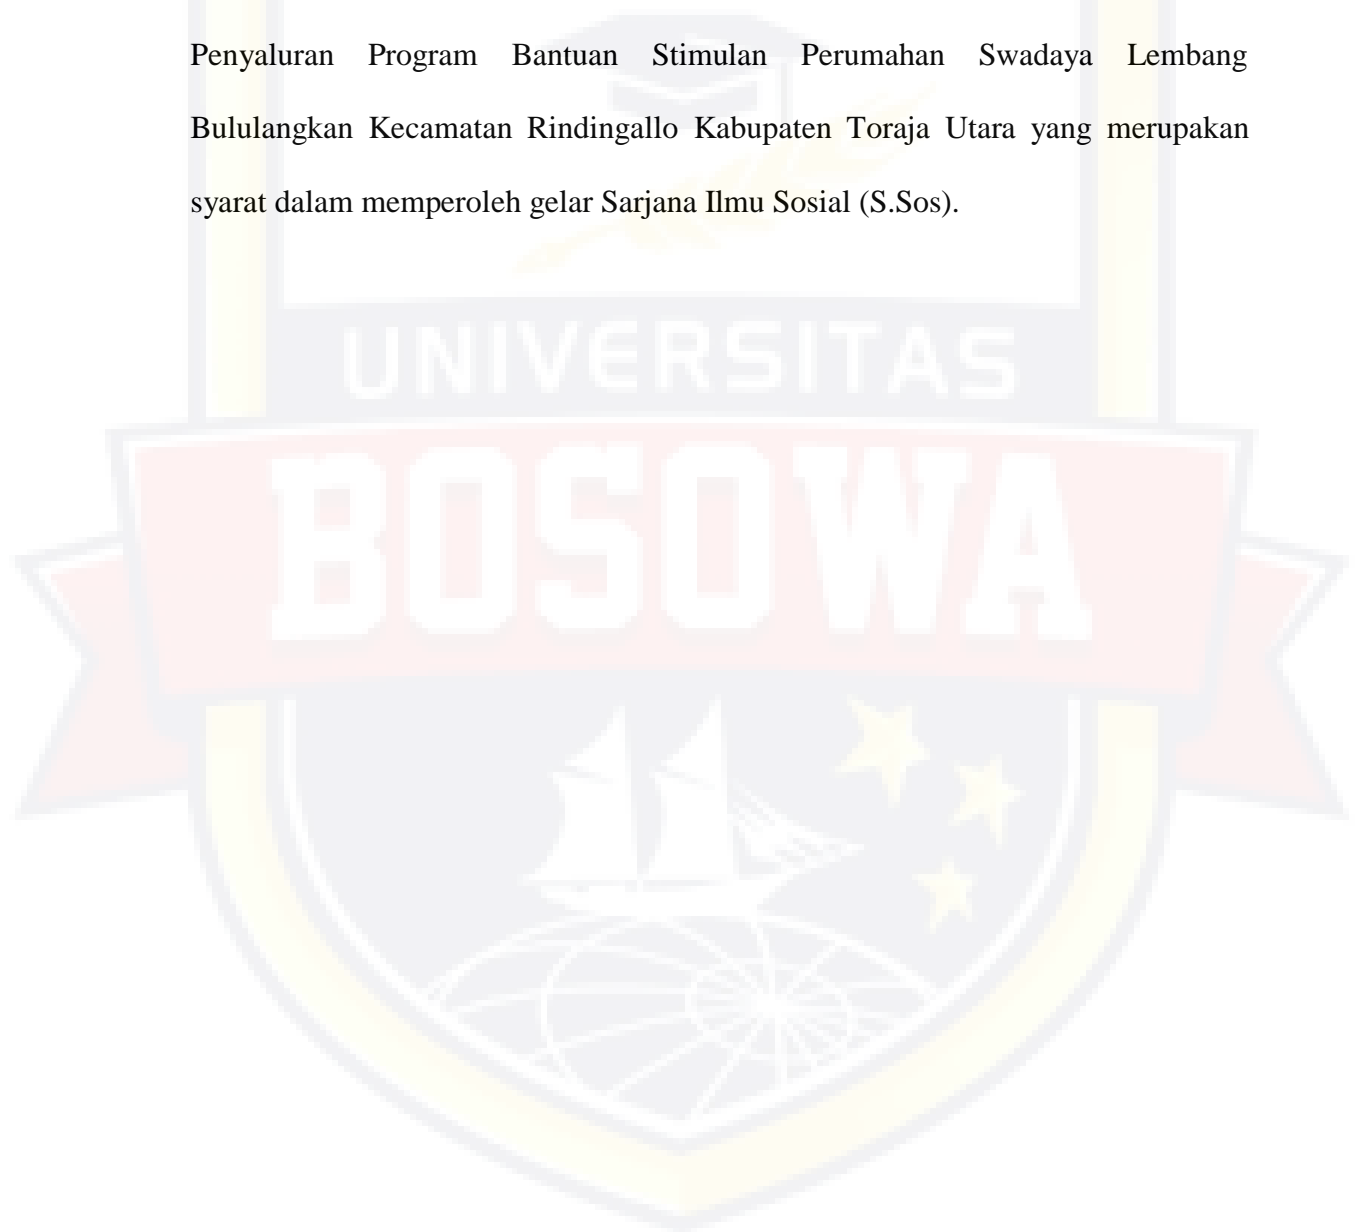 Penyaluran Program Bantuan Stimulan Perumahan Swadaya Lembang
Bululangkan Kecamatan Rindingallo Kabupaten Toraja Utara yang merupakan
syarat dalam memperoleh gelar Sarjana Ilmu Sosial (S.Sos).
UNIVERSITAS
BOSOWA